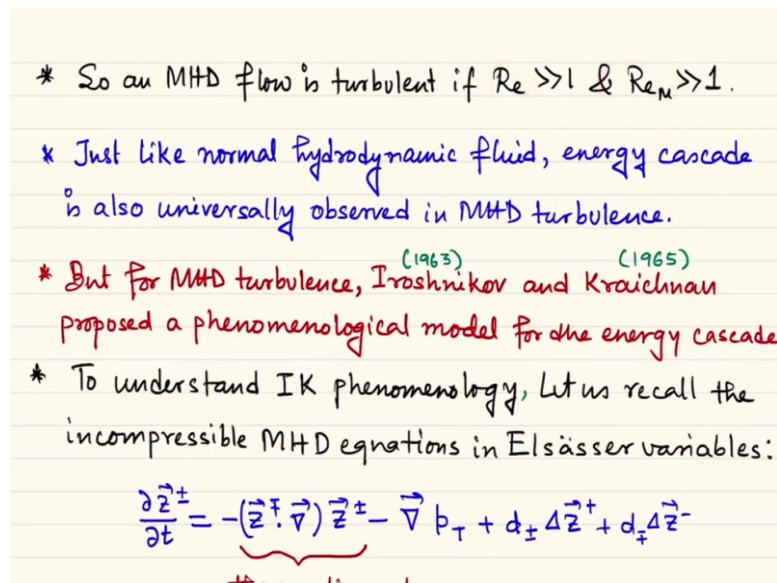 * So an MHD flow is turbulent if Re >>1 & Re_M >>1.
* Just like normal hydrodynamic fluid, energy cascade
is also universally observed in MHD turbulence.
(1963) (1965)
* But for MHD turbulence, Iroshnikov and Kraichnan
proposed a phenomenological model for the energy cascade
* To understand IK phenomenology, Let us recall the
incompressible MHD equations in Elsässer variables:
∂z⃗^±/∂t = -(z⃗^∓.∇⃗) z⃗^± - ∇⃗ p_T + d_± Δz⃗^+ + d_∓ Δz⃗^-